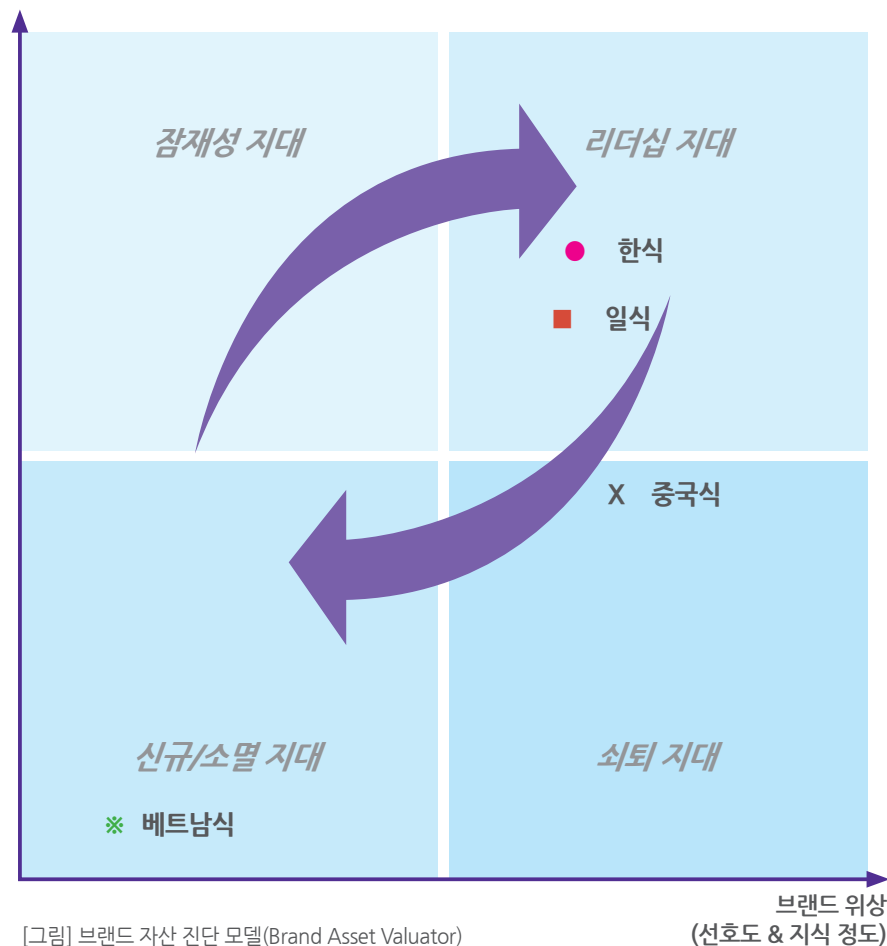 잠재성 지대
리더십 지대
한식
일식
X 중국식
신규/소멸 지대
쇠퇴 지대
※ 베트남식
브랜드 위상
(선호도 & 지식 정도)
[그림] 브랜드 자산 진단 모델(Brand Asset Valuator)